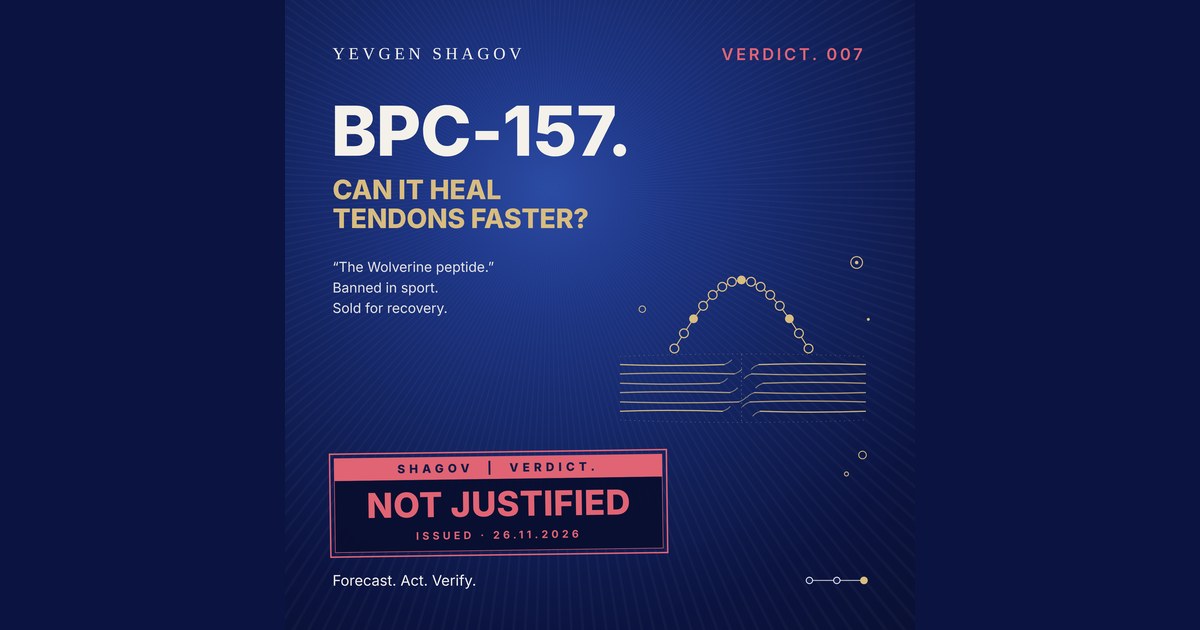 YEVGEN SHAGOV
VERDICT. 007
BPC-157.
CAN IT HEAL
TENDONS FASTER?
“The Wolverine peptide.”
Banned in sport.
Sold for recovery.
SHAGOV | VERDICT.
NOT JUSTIFIED
ISSUED · 26.11.2026
Forecast. Act. Verify.